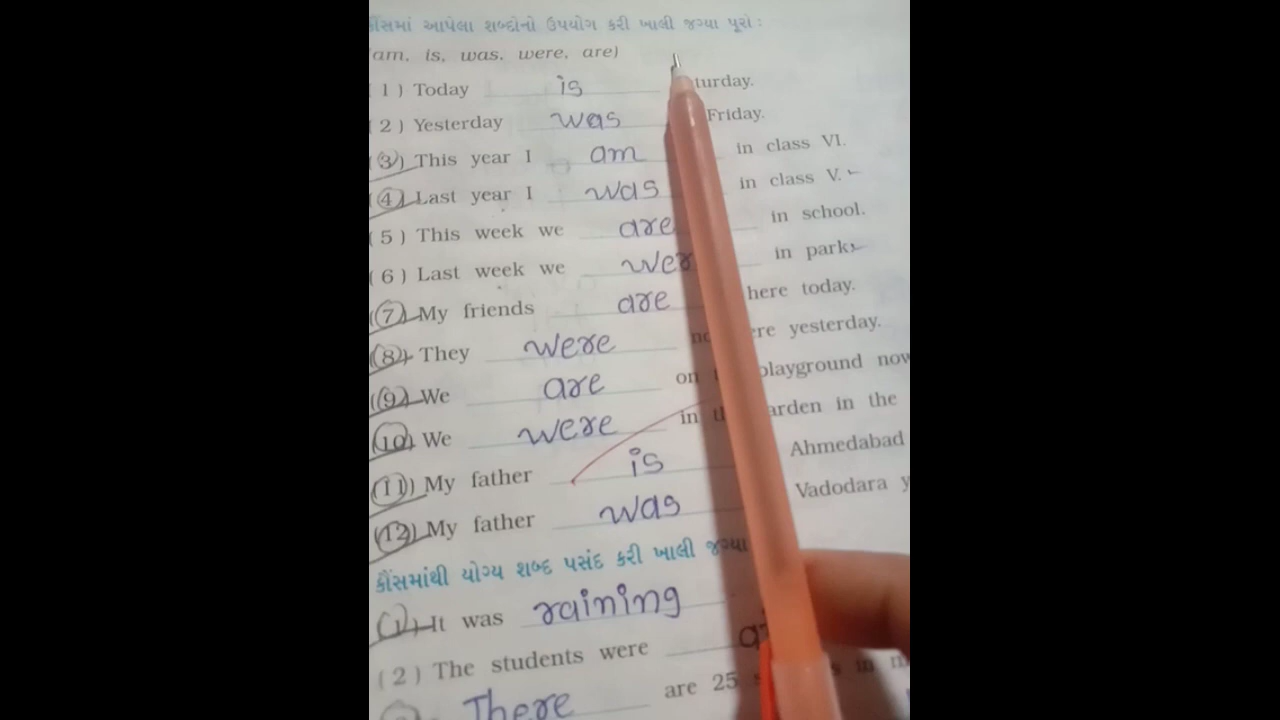 કૌંસમાં આપેલા શબ્દોનો ઉપયોગ કરી ખાલી જગ્યા પૂરો :
am, is, was, were, are)
(1) Today is turday.
(2) Yesterday was Friday.
(3) This year I am in class VI.
(4) Last year I was in class V.
(5) This week we are in school.
(6) Last week we wer in park.
(7) My friends are here today.
(8) They were ere yesterday.
(9) We are on playground now
(10) We were in arden in the
(11) My father is Ahmedabad
(12) My father was Vadodara y
કૌંસમાંથી યોગ્ય શબ્દ પસંદ કરી ખાલી જગ્યા
(1) It was raining
(2) The students were
There are 25 in